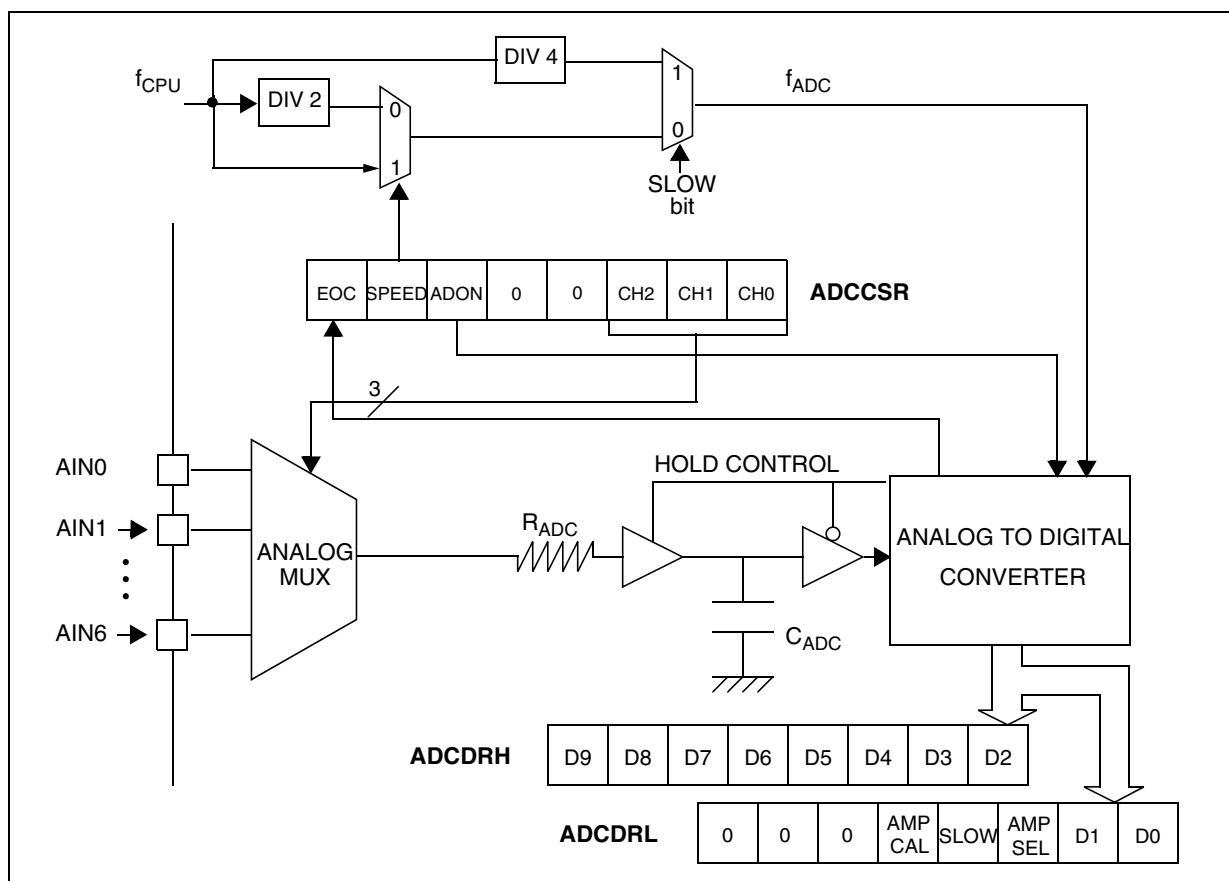 DIV 4
f_CPU
1
f_ADC
DIV 2
0
0
1
SLOW
bit
EOC SPEED ADON 0 0 CH2 CH1 CH0 ADCCSR
3
AIN0
HOLD CONTROL
AIN1
R_ADC
ANALOG
MUX
ANALOG TO DIGITAL
CONVERTER
AIN6
C_ADC
ADCDRH D9 D8 D7 D6 D5 D4 D3 D2
ADCDRL 0 0 0 AMP CAL SLOW AMP SEL D1 D0